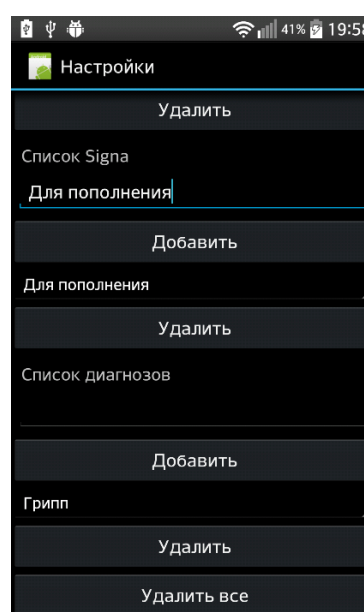 41% 19:58
Настройки
Удалить
Список Signa
Для пополнения
Добавить
Для пополнения
Удалить
Список диагнозов
Добавить
Грипп
Удалить
Удалить все